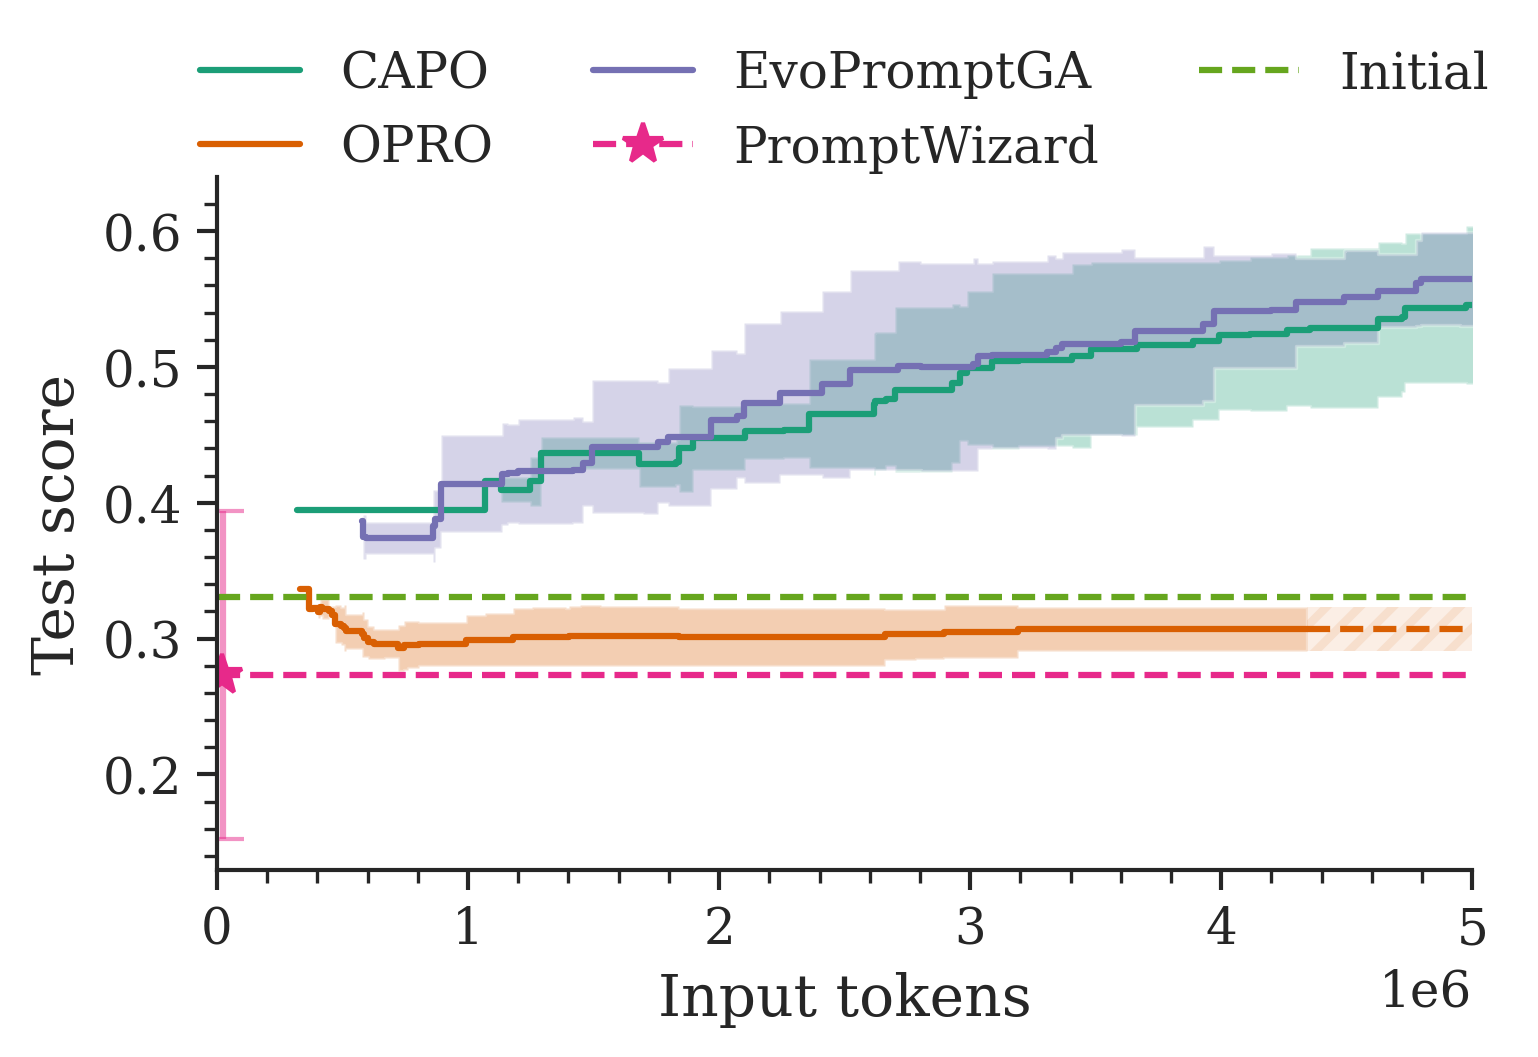 CAPO EvoPromptGA Initial
OPRO PromptWizard
Test score
0.6
0.5
0.4
0.3
0.2
0 1 2 3 4 5
Input tokens
1e6